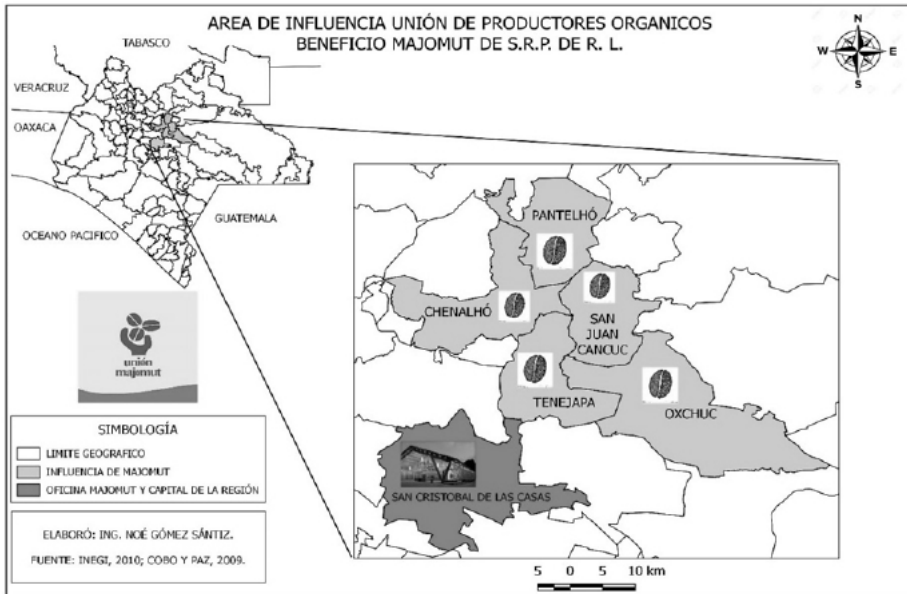 AREA DE INFLUENCIA UNIÓN DE PRODUCTORES ORGANICOS
BENEFICIO MAJOMUT DE S.R.P. DE R. L.
N
W
E
S
TABASCO
VERACRUZ
OAXACA
GUATEMALA
OCEANO PACIFICO
PANTELHÓ
CHENALHÓ
SAN
JUAN
CANCUC
TENEJAPA
OXCHUC
SAN CRISTOBAL DE LAS CASAS
unión
majomut
SIMBOLOGÍA
LIMITE GEOGRAFICO
INFLUENCIA DE MAJOMUT
OFICINA MAJOMUT Y CAPITAL DE LA REGIÓN
ELABORÓ: ING. NOÉ GÓMEZ SÁNTIZ.
FUENTE: INEGI, 2010; COBO Y PAZ, 2009.
5 0 5 10 km